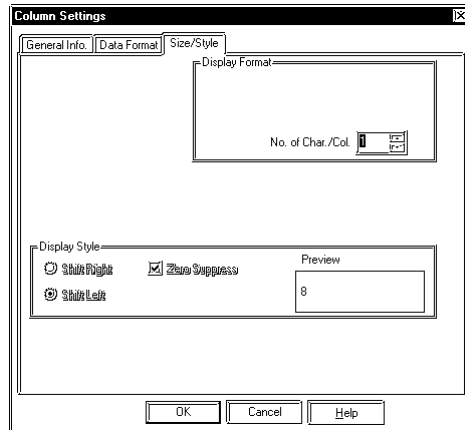 Column Settings
General Info. Data Format Size/Style
Display Format
No. of Char./Col. 1
Display Style
Shift Right Zero Suppress Preview
Shift Left 8
OK Cancel Help